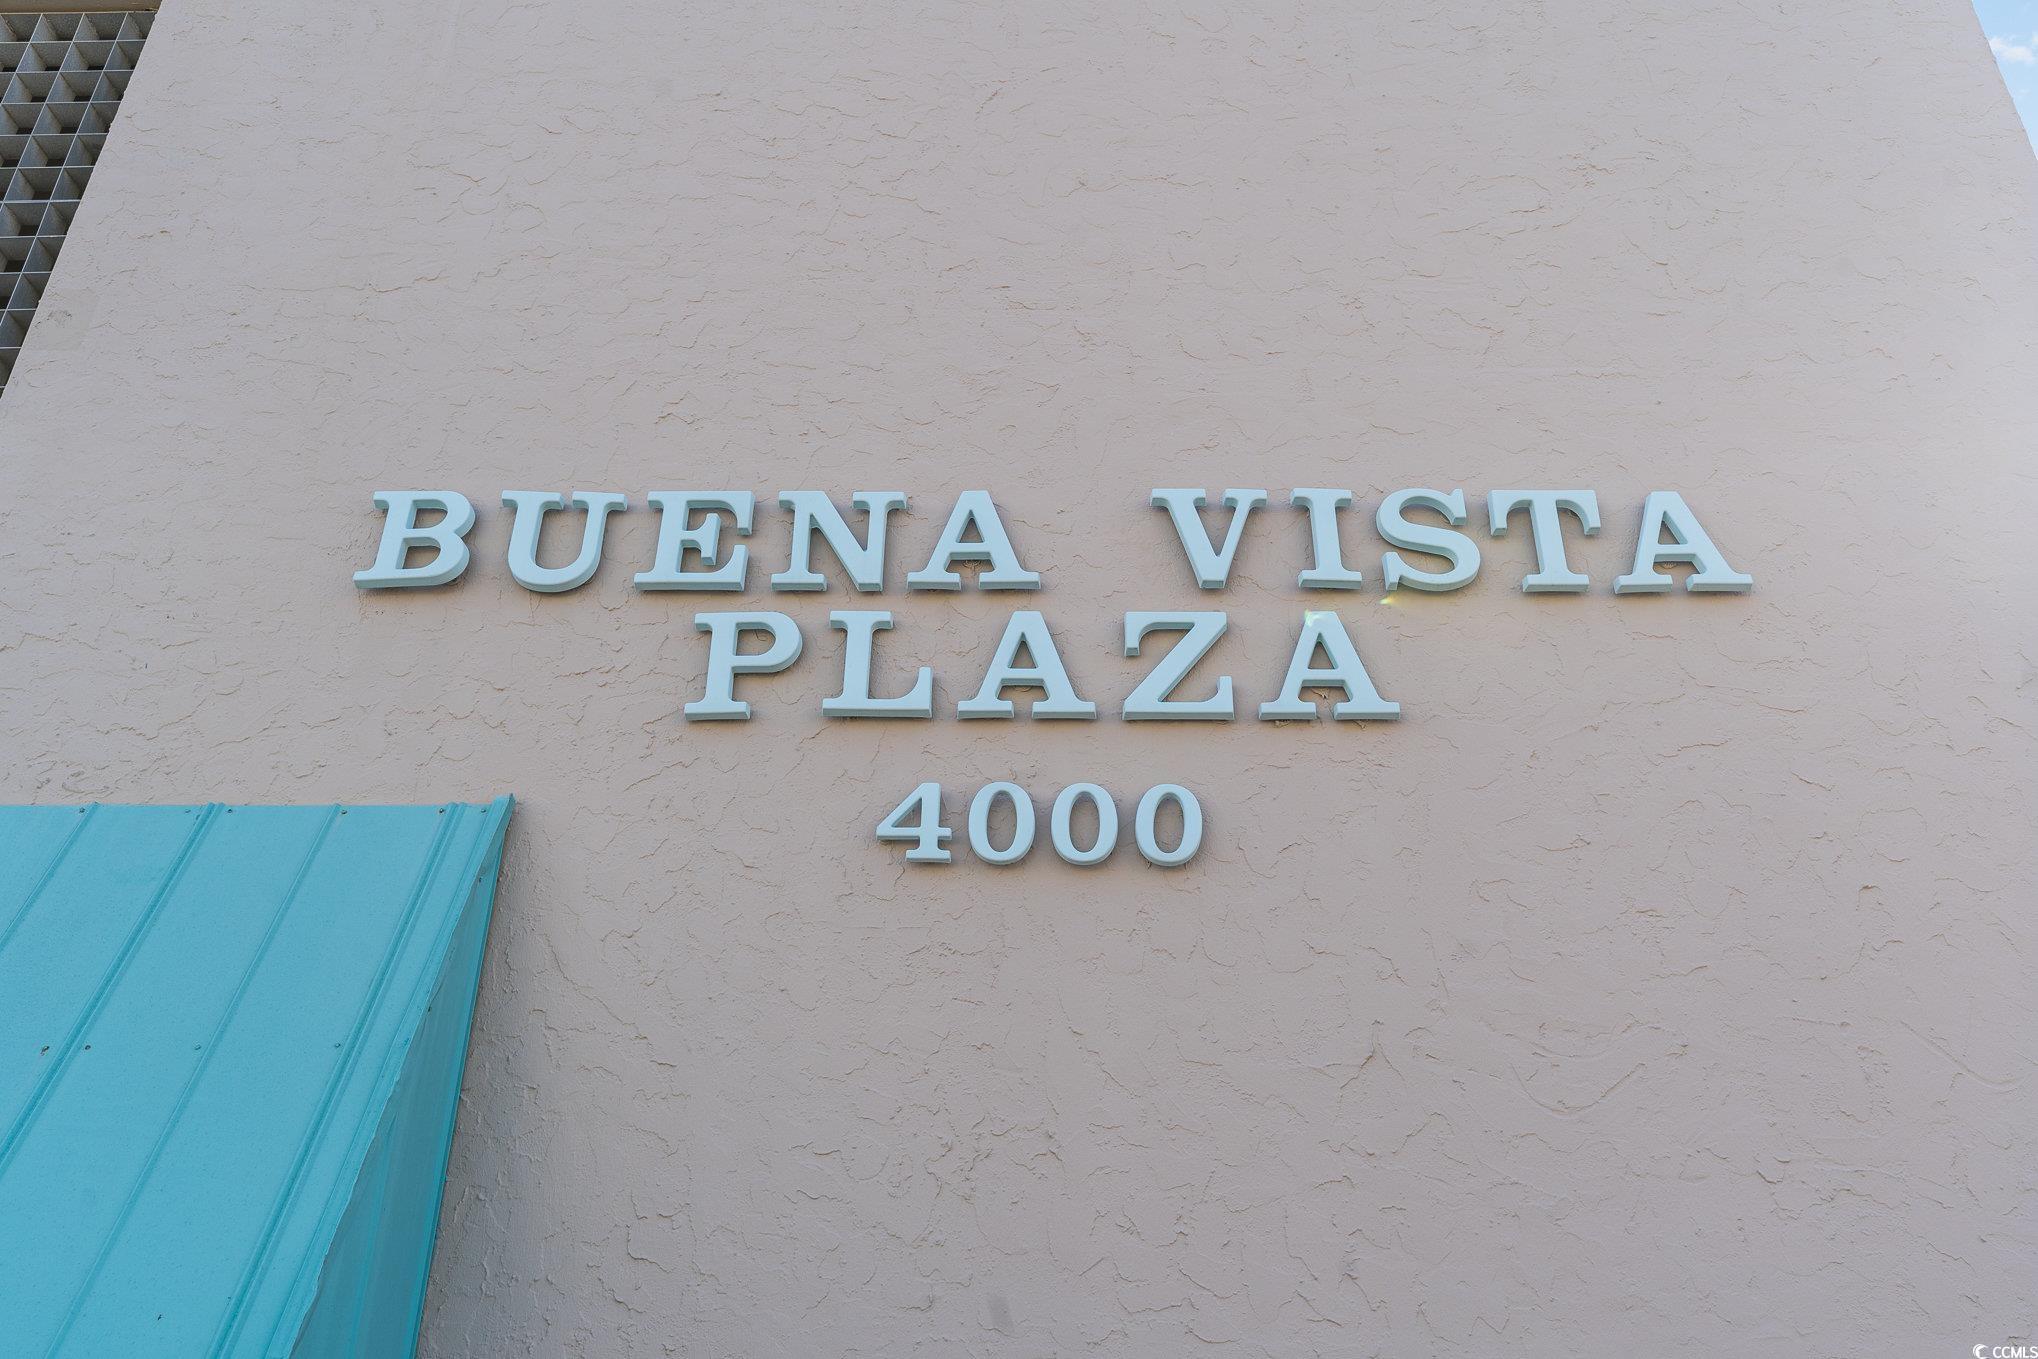 BUENA VISTA
PLAZA
4000
CCMLS